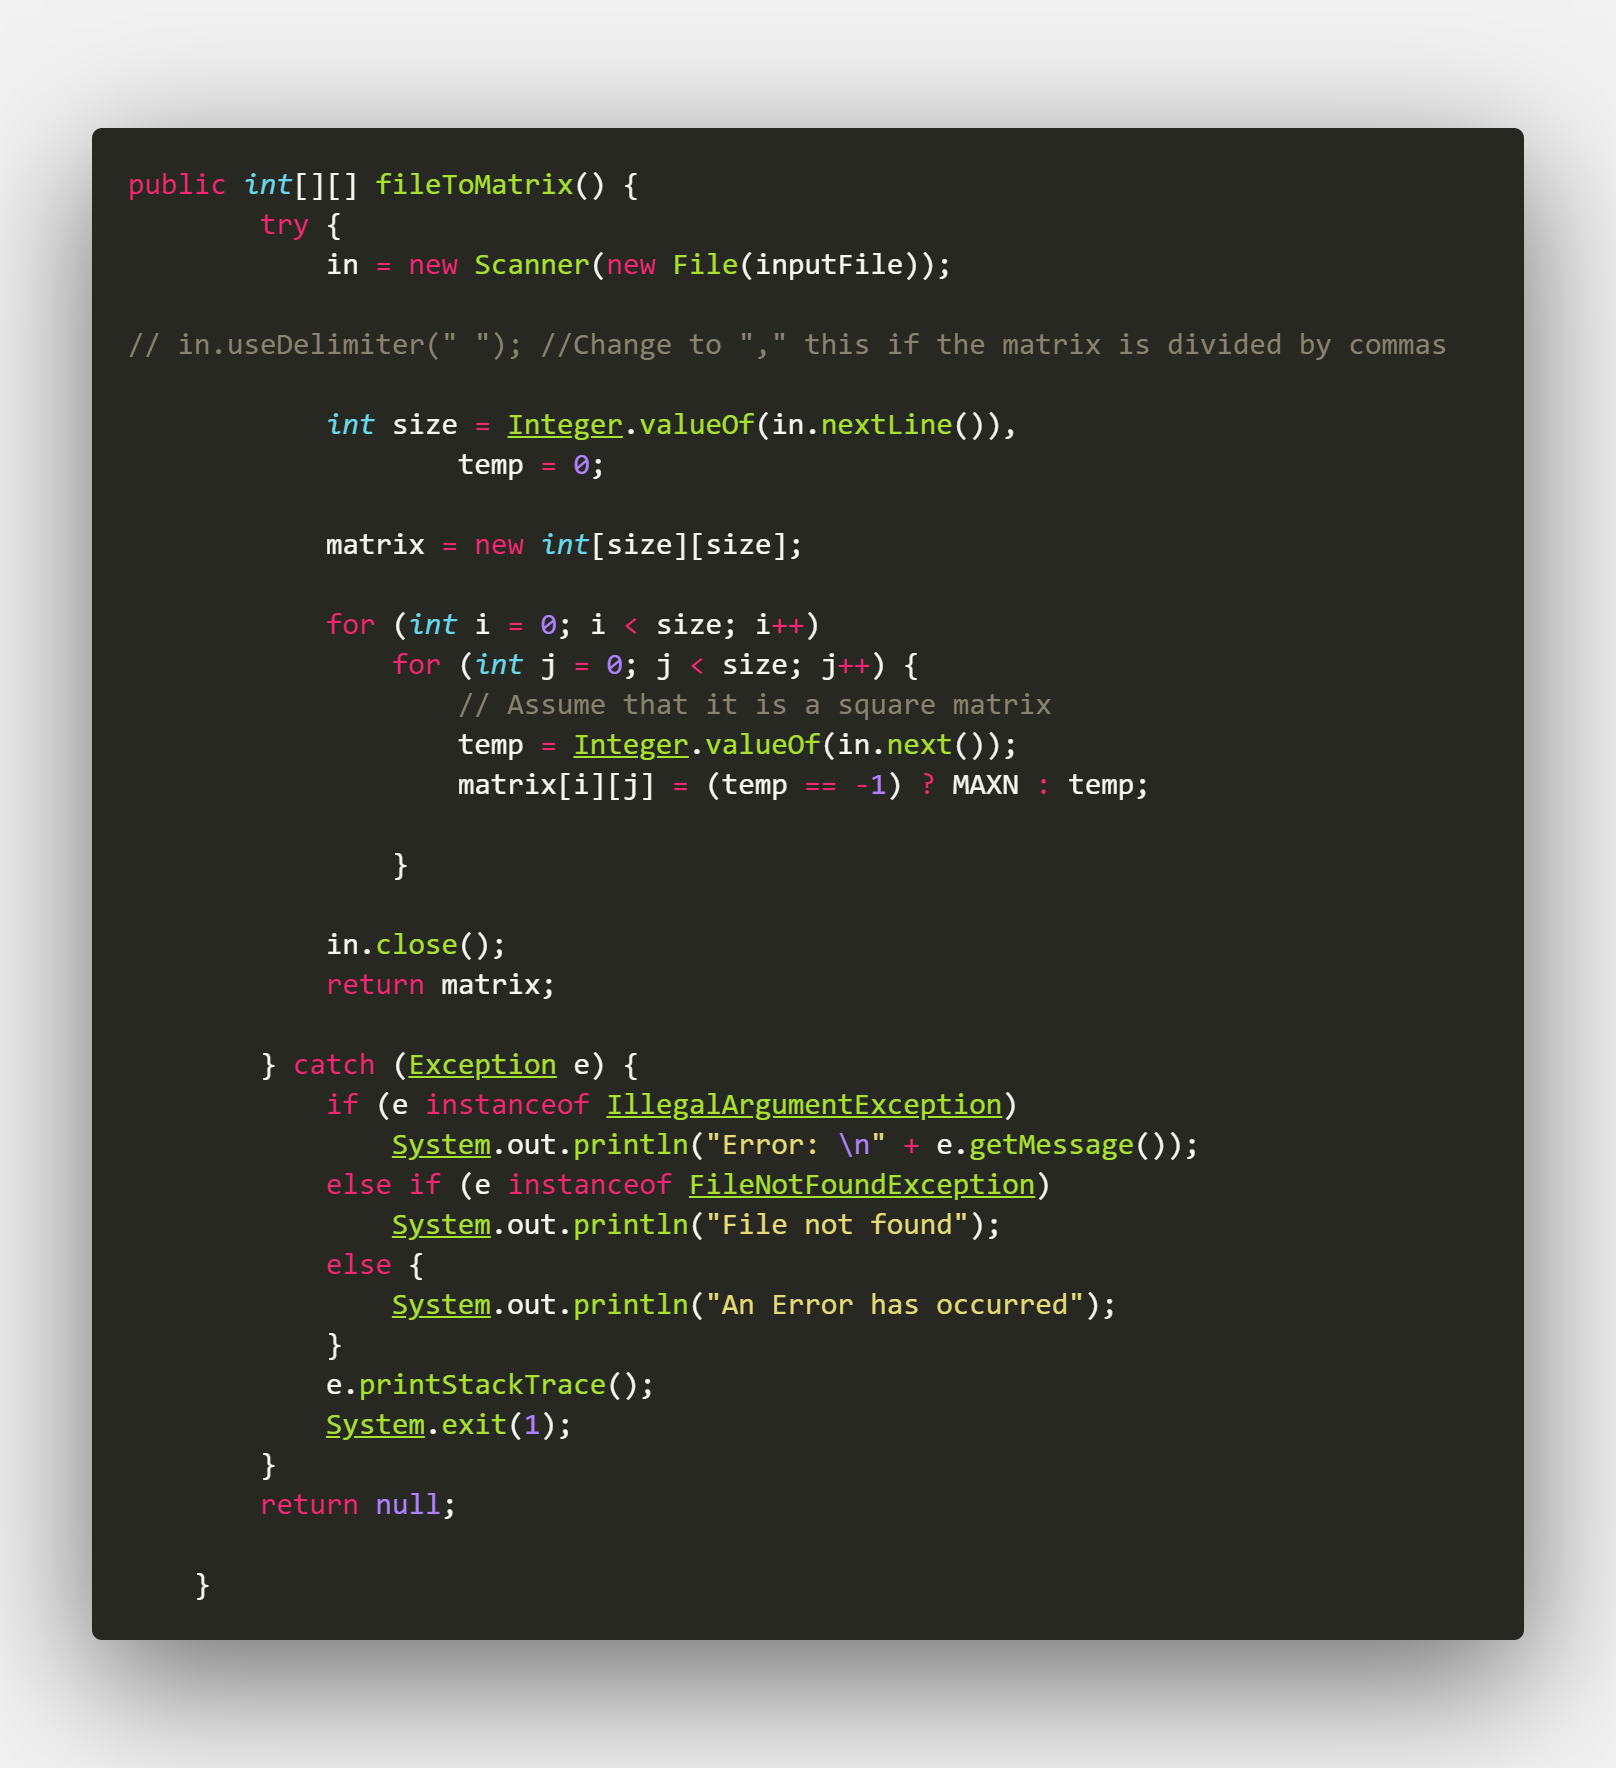 public int[][] fileToMatrix() {
        try {
            in = new Scanner(new File(inputFile));

// in.useDelimiter(" "); //Change to "," this if the matrix is divided by commas

            int size = Integer.valueOf(in.nextLine()),
                    temp = 0;

            matrix = new int[size][size];

            for (int i = 0; i < size; i++)
                for (int j = 0; j < size; j++) {
                    // Assume that it is a square matrix
                    temp = Integer.valueOf(in.next());
                    matrix[i][j] = (temp == -1) ? MAXN : temp;

                }

            in.close();
            return matrix;

        } catch (Exception e) {
            if (e instanceof IllegalArgumentException)
                System.out.println("Error: \n" + e.getMessage());
            else if (e instanceof FileNotFoundException)
                System.out.println("File not found");
            else {
                System.out.println("An Error has occurred");
            }
            e.printStackTrace();
            System.exit(1);
        }
        return null;

    }